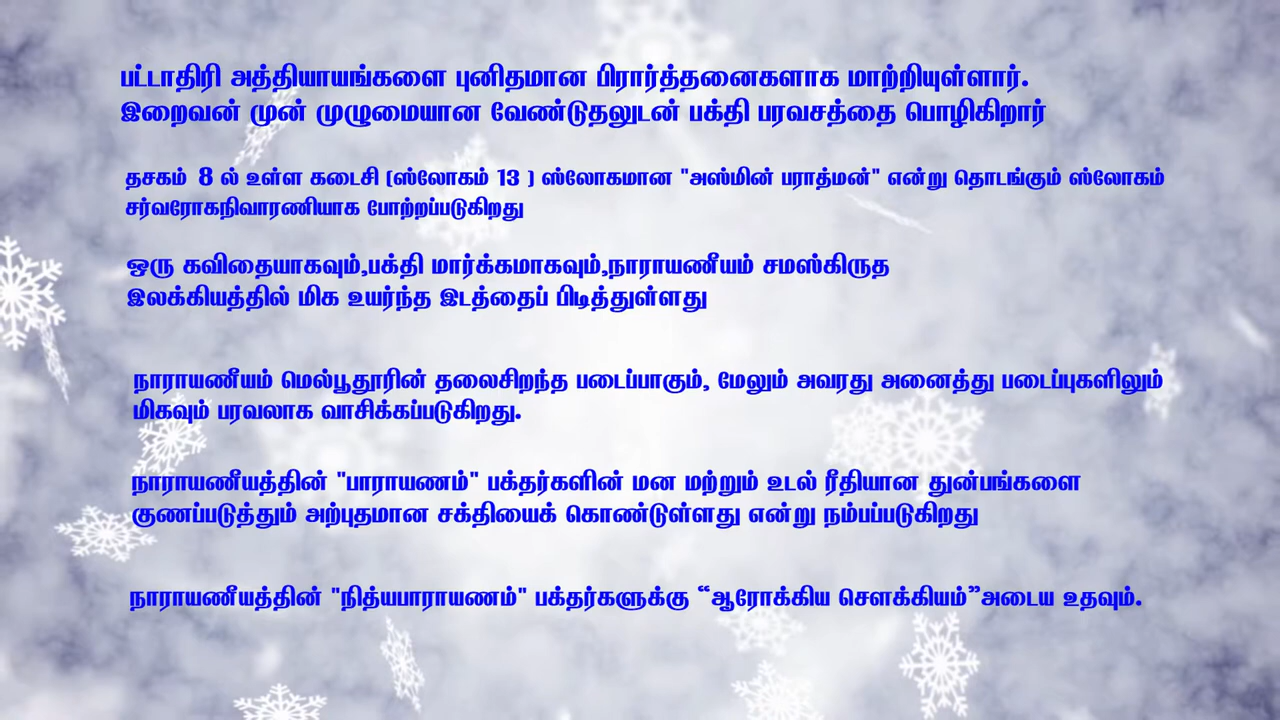 பட்டாதிரி அத்தியாயங்களை புனிதமான பிரார்த்தனைகளாக மாற்றியுள்ளார்.
இறைவன் முன் முழுமையான வேண்டுதலுடன் பக்தி பரவசத்தை பொழிகிறார்
தசகம் 8 ல் உள்ள கடைசி (ஸ்லோகம் 13 ) ஸ்லோகமான "அஸ்மின் பராத்மன்" என்று தொடங்கும் ஸ்லோகம்
சர்வரோகநிவாரணியாக போற்றப்படுகிறது
ஒரு கவிதையாகவும்,பக்தி மார்க்கமாகவும்,நாராயணீயம் சமஸ்கிருத
இலக்கியத்தில் மிக உயர்ந்த இடத்தைப் பிடித்துள்ளது
நாராயணீயம் மெல்பூதூரின் தலைசிறந்த படைப்பாகும், மேலும் அவரது அனைத்து படைப்புகளிலும்
மிகவும் பரவலாக வாசிக்கப்படுகிறது.
நாராயணீயத்தின் "பாராயணம்" பக்தர்களின் மன மற்றும் உடல் ரீதியான துன்பங்களை
குணப்படுத்தும் அற்புதமான சக்தியைக் கொண்டுள்ளது என்று நம்பப்படுகிறது
நாராயணீயத்தின் "நித்யபாராயணம்" பக்தர்களுக்கு “ஆரோக்கிய சௌக்கியம்”அடைய உதவும்.